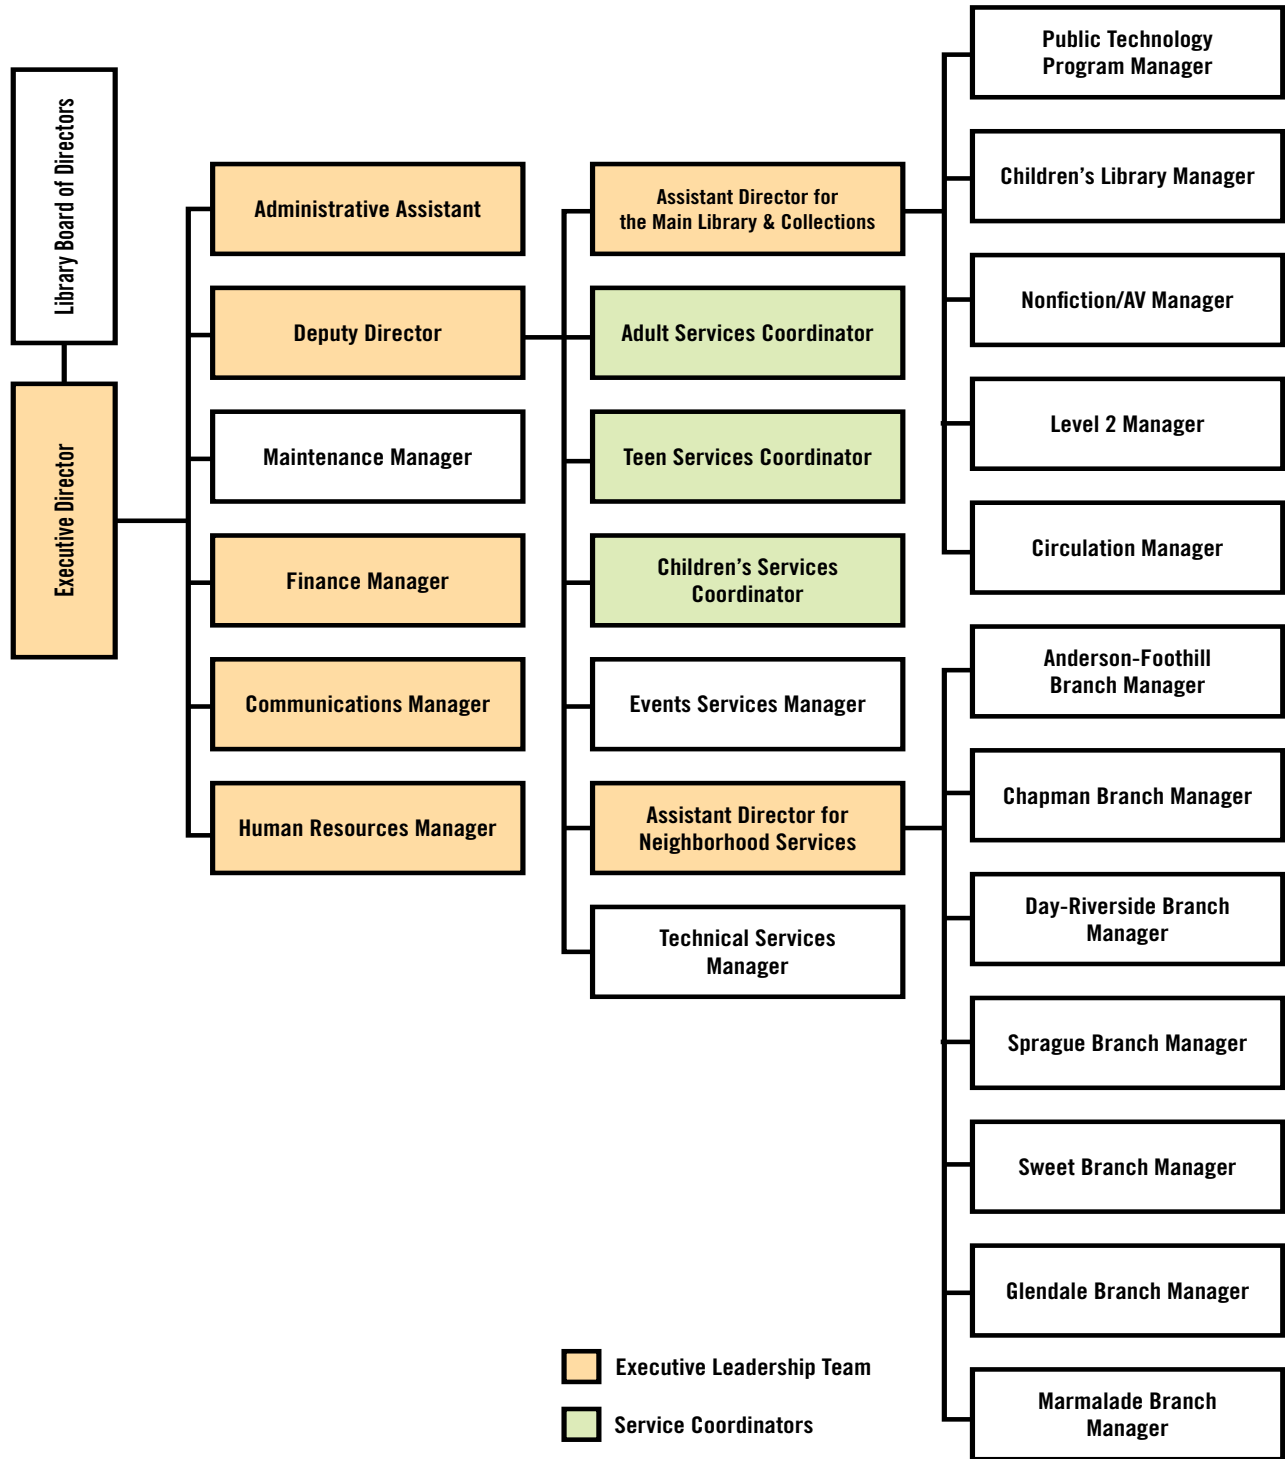 Library Board of Directors
Executive Director
Administrative Assistant
Deputy Director
Maintenance Manager
Finance Manager
Communications Manager
Human Resources Manager
Assistant Director for
the Main Library & Collections
Adult Services Coordinator
Teen Services Coordinator
Children’s Services
Coordinator
Events Services Manager
Assistant Director for
Neighborhood Services
Technical Services
Manager
Public Technology
Program Manager
Children’s Library Manager
Nonfiction/AV Manager
Level 2 Manager
Circulation Manager
Anderson-Foothill
Branch Manager
Chapman Branch Manager
Day-Riverside Branch
Manager
Sprague Branch Manager
Sweet Branch Manager
Glendale Branch Manager
Marmalade Branch
Manager
Executive Leadership Team
Service Coordinators